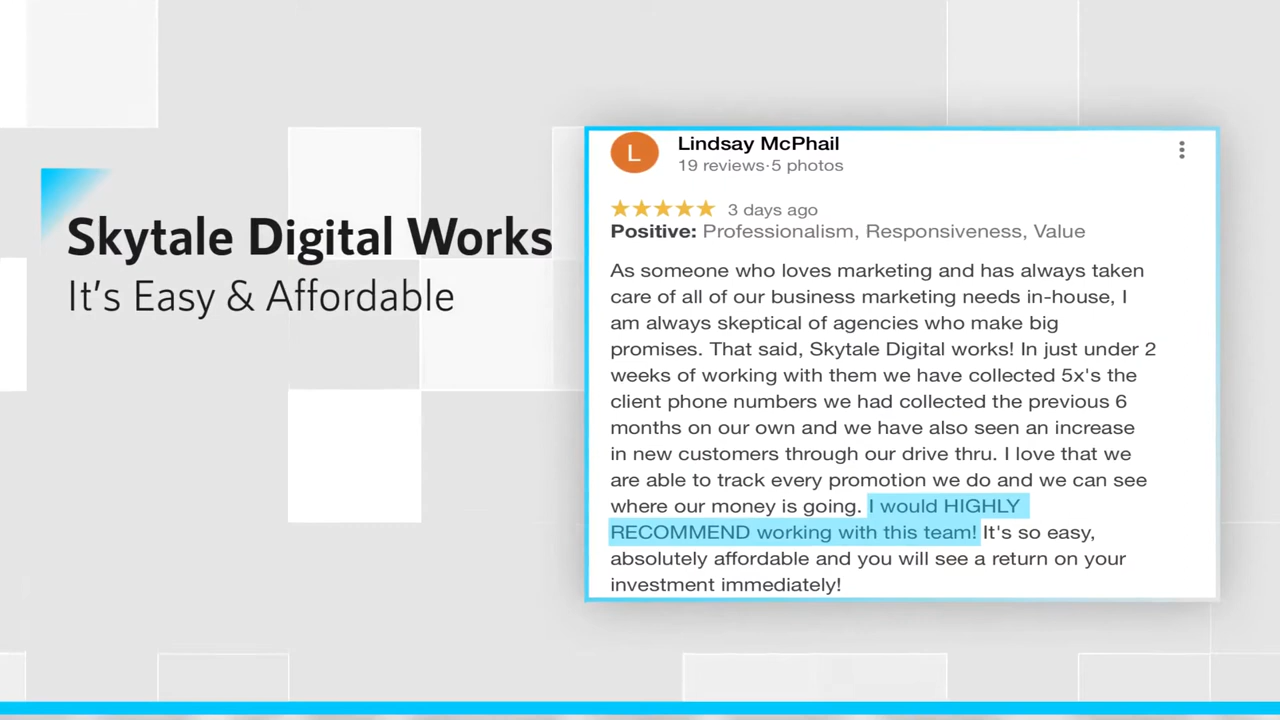 Skytale Digital Works
It's Easy & Affordable
L
Lindsay McPhail
19 reviews·5 photos
★★★★★ 3 days ago
Positive: Professionalism, Responsiveness, Value
As someone who loves marketing and has always taken
care of all of our business marketing needs in-house, I
am always skeptical of agencies who make big
promises. That said, Skytale Digital works! In just under 2
weeks of working with them we have collected 5x's the
client phone numbers we had collected the previous 6
months on our own and we have also seen an increase
in new customers through our drive thru. I love that we
are able to track every promotion we do and we can see
where our money is going. I would HIGHLY
RECOMMEND working with this team! It's so easy,
absolutely affordable and you will see a return on your
investment immediately!